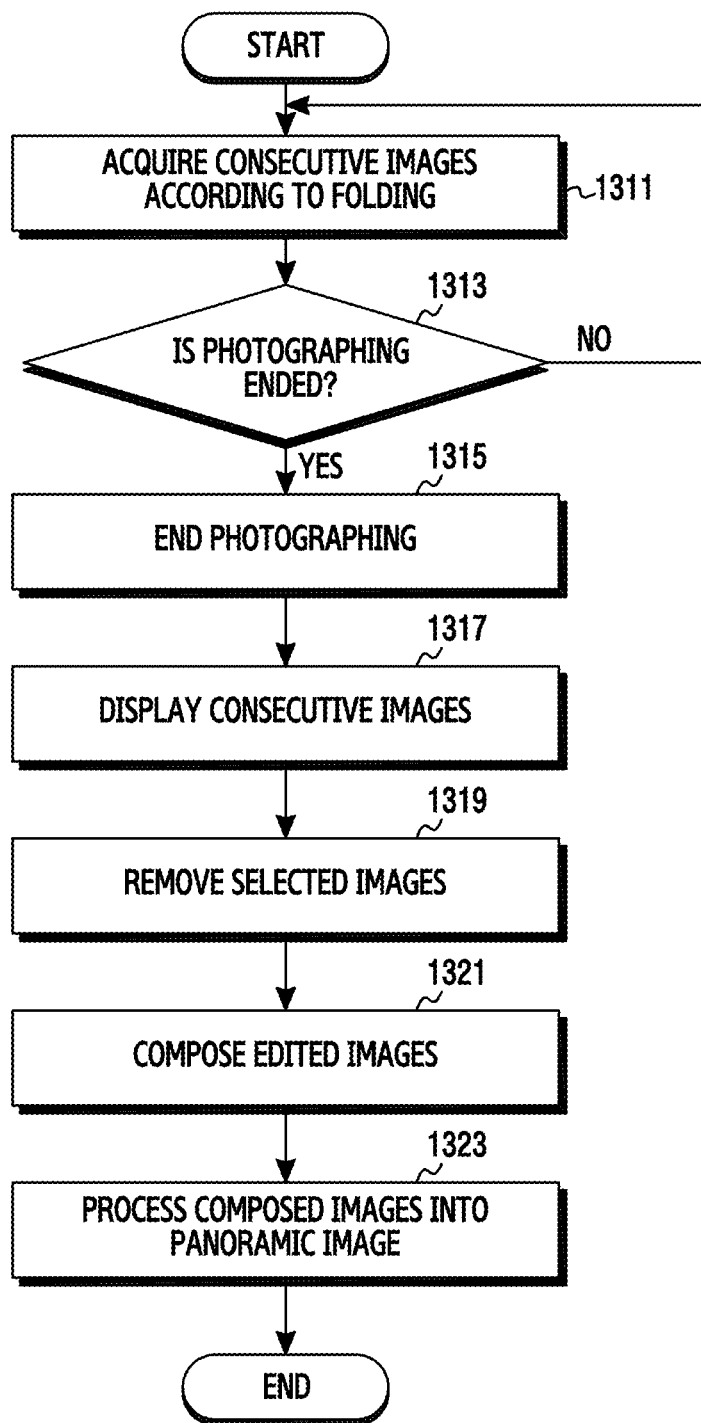 START
ACQUIRE CONSECUTIVE IMAGES
ACCORDING TO FOLDING
1311
1313
IS PHOTOGRAPHING
ENDED?
NO
YES
1315
END PHOTOGRAPHING
1317
DISPLAY CONSECUTIVE IMAGES
1319
REMOVE SELECTED IMAGES
1321
COMPOSE EDITED IMAGES
1323
PROCESS COMPOSED IMAGES INTO
PANORAMIC IMAGE
END